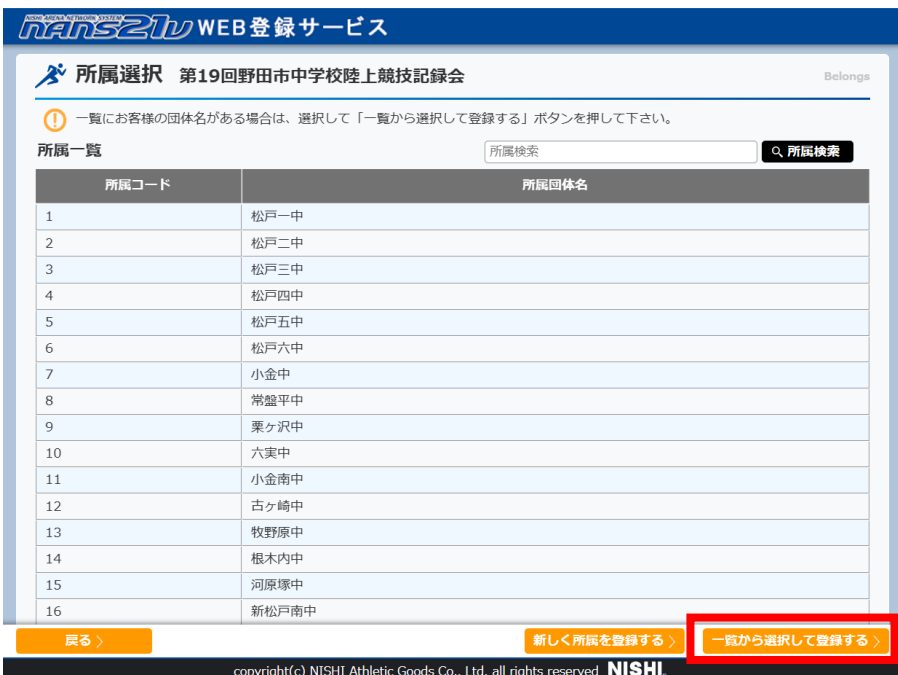 NISHI ARENA NETWORK SYSTEM
nans21V WEB登録サービス
所属選択 第19回野田市中学校陸上競技記録会 Belongs
一覧にお客様の団体名がある場合は、選択して「一覧から選択して登録する」ボタンを押して下さい。
所属一覧 所属検索 所属検索
所属コード 所属団体名
1 松戸一中
2 松戸二中
3 松戸三中
4 松戸四中
5 松戸五中
6 松戸六中
7 小金中
8 常盤平中
9 栗ヶ沢中
10 六実中
11 小金南中
12 古ケ崎中
13 牧野原中
14 根木内中
15 河原塚中
16 新松戸南中
戻る〉 新しく所属を登録する〉 一覧から選択して登録する〉
copyright(c) NISHI Athletic Goods Co., Ltd. all rights reserved NISHI